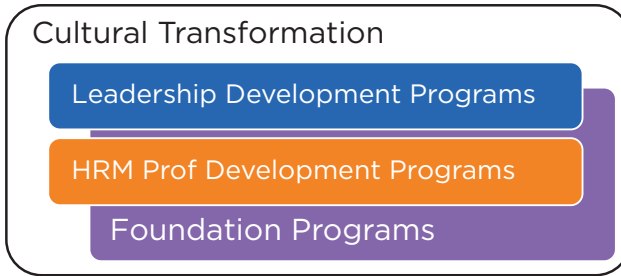 Cultural Transformation
Leadership Development Programs
HRM Prof Development Programs
Foundation Programs